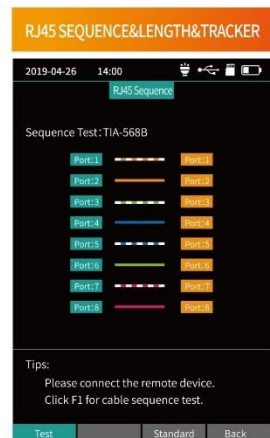 RJ45 SEQUENCE&LENGTH&TRACKER
2019-04-26 14:00
RJ45 Sequence
Sequence Test:TIA-568B
Port:1 Port:1
Port:2 Port:2
Port:3 Port:3
Port:4 Port:4
Port:5 Port:5
Port:6 Port:6
Port:7 Port:7
Port:8 Port:8
Tips:
Please connect the remote device.
Click F1 for cable sequence test.
Test Standard Back